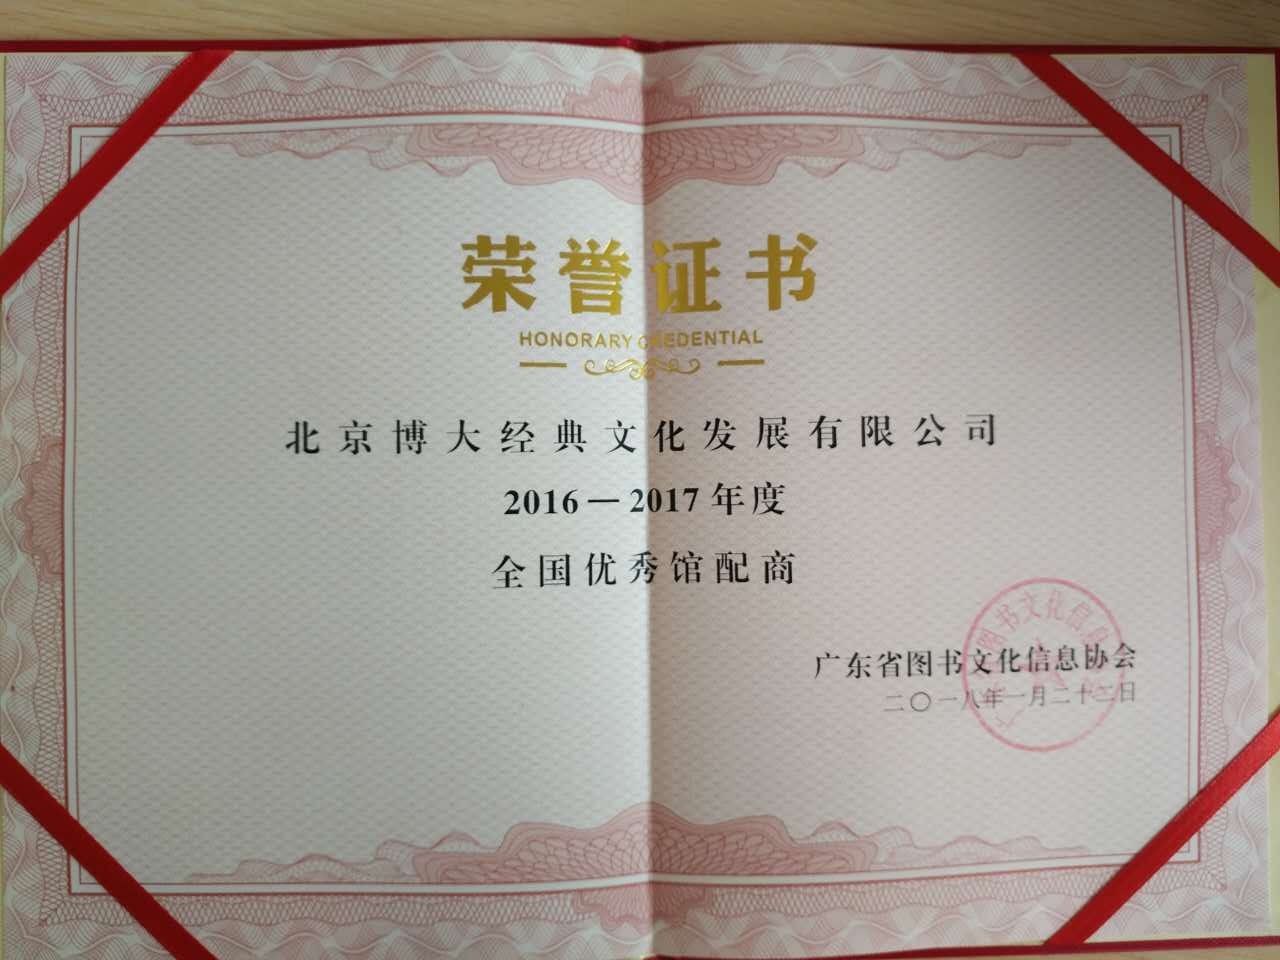 荣誉证书
HONORARY CREDENTIAL
北京博大经典文化发展有限公司
2016—2017年度
全国优秀馆配商
广东省图书文化信息协会
二〇一八年一月二十二日